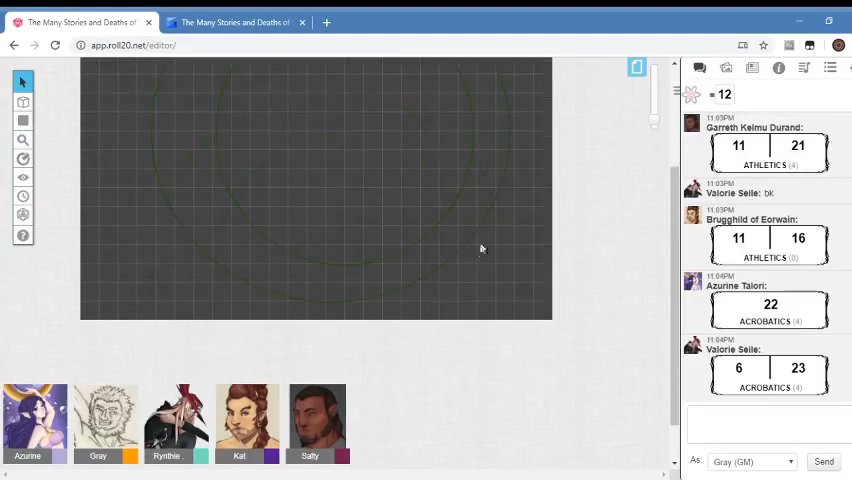 The Many Stories and Deaths of
The Many Stories and Deaths of
app.roll20.net/editor/
= 12
11:03PM
Garreth Kelmu Durand:
11 21
ATHLETICS (4)
11:03PM
Valorie Seile: bk
11:03PM
Brugghild of Eorwain:
11 16
ATHLETICS (0)
11:04PM
Azurine Talori:
22
ACROBATICS (4)
11:04PM
Valorie Seile:
6 23
ACROBATICS (4)
Azurine
Gray
Rynthie .
Kat
Salty
As:
Gray (GM)
Send